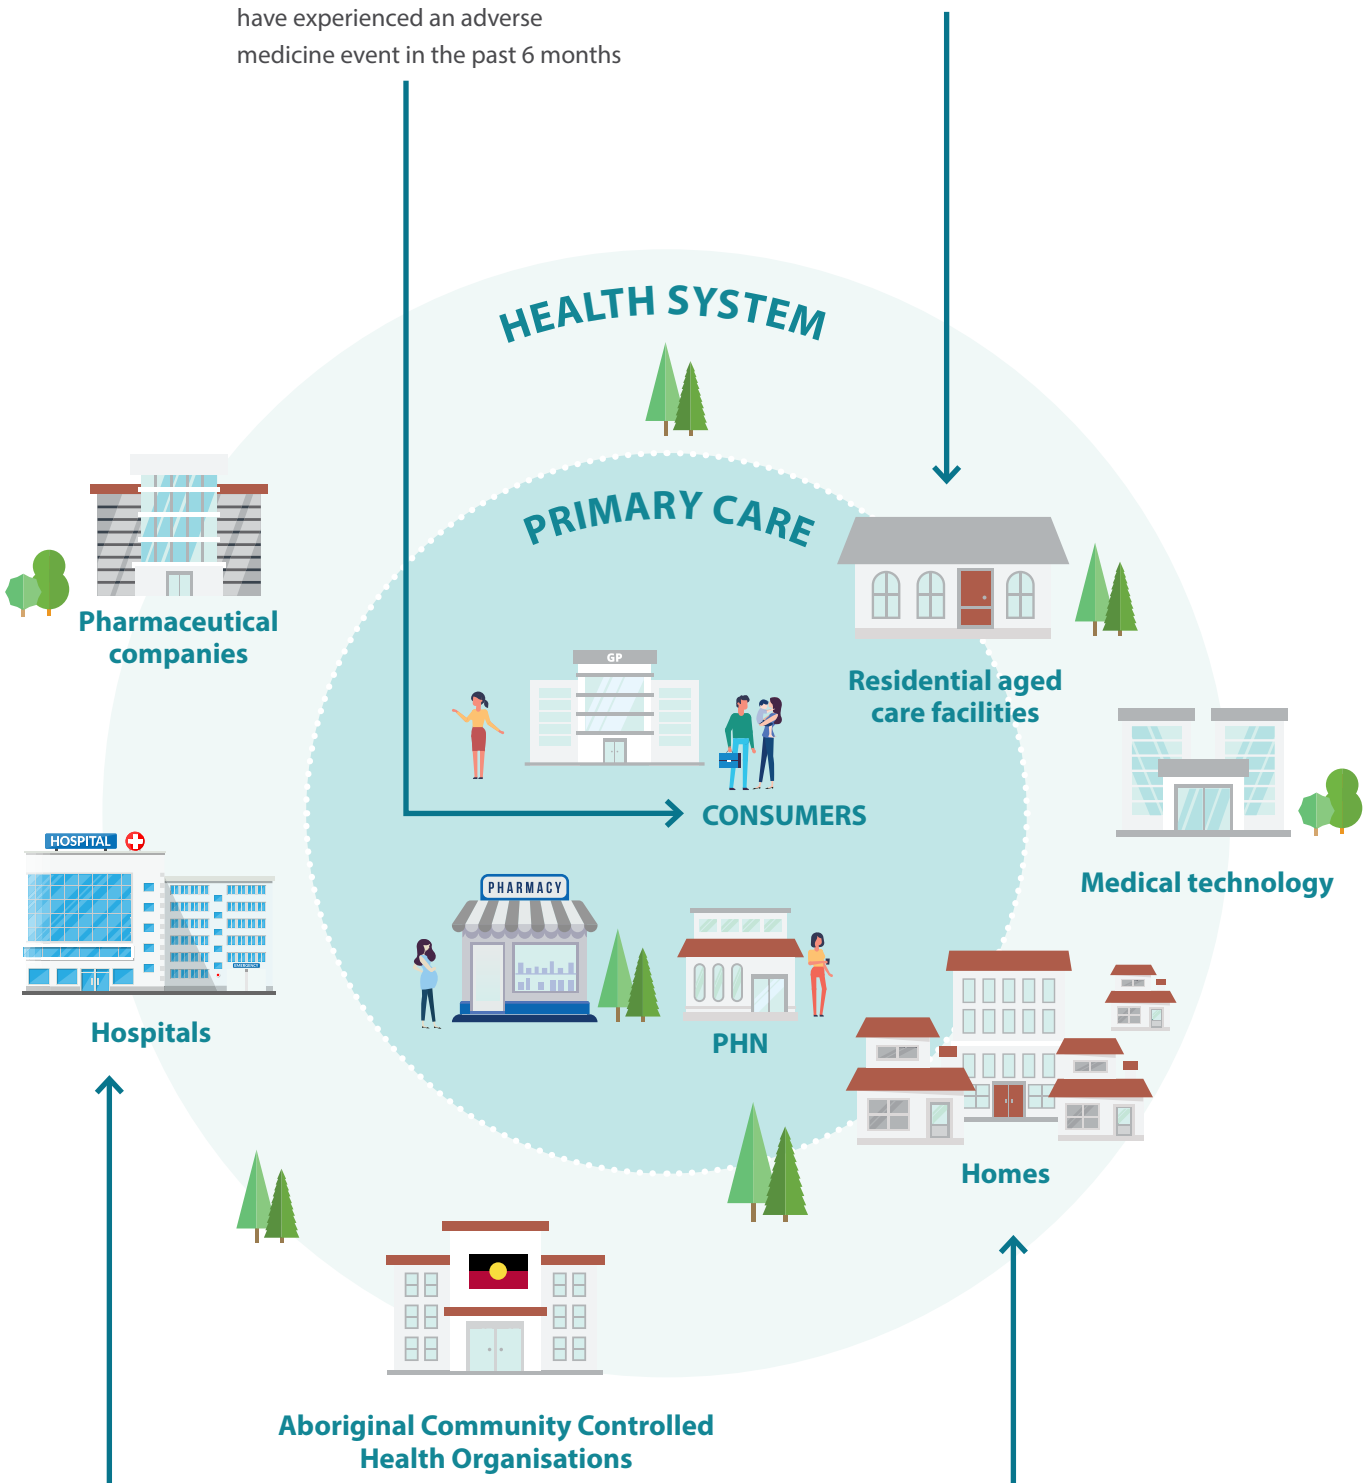 have experienced an adverse
medicine event in the past 6 months
HEALTH SYSTEM
PRIMARY CARE
Pharmaceutical
companies
GP
Residential aged
care facilities
CONSUMERS
HOSPITAL
Medical technology
PHARMACY
EMERGENCY
Hospitals
PHN
Homes
Aboriginal Community Controlled
Health Organisations